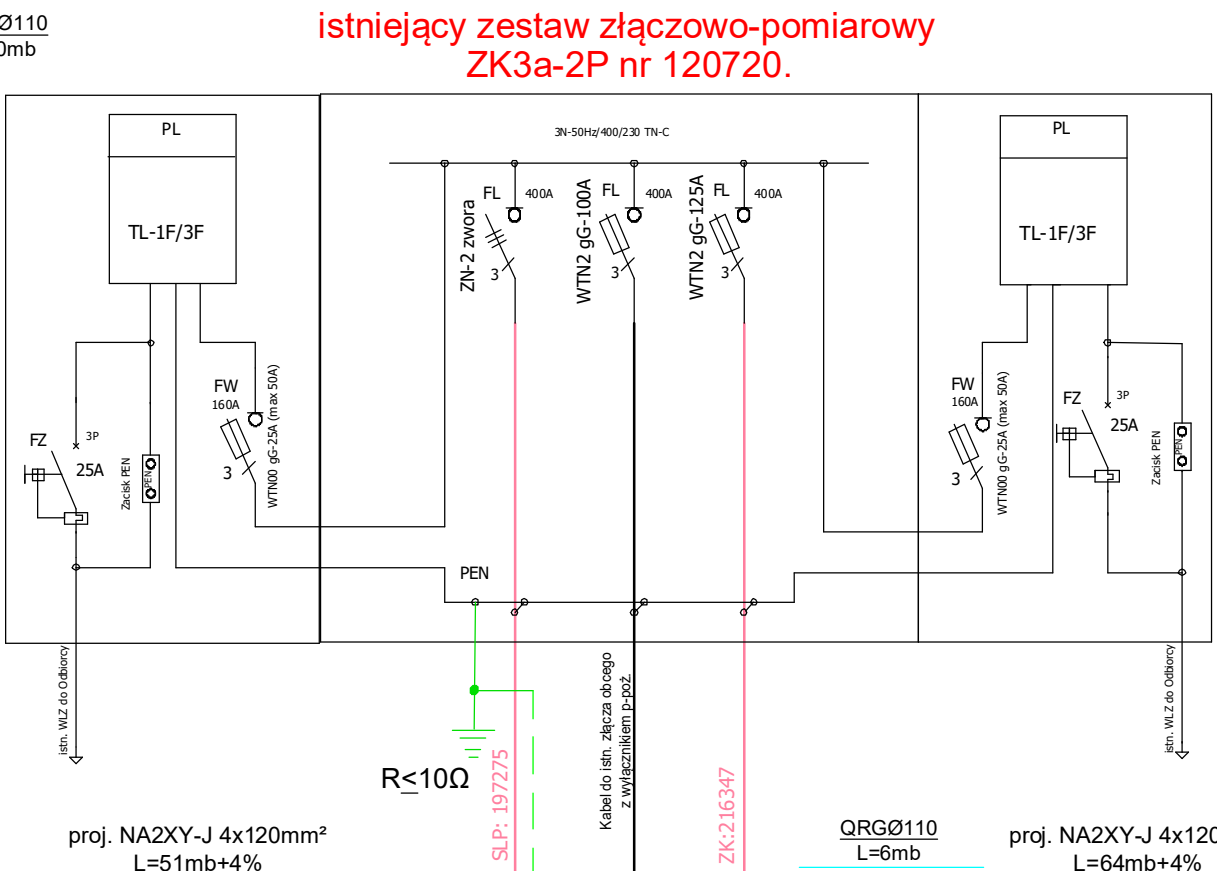 Ø110
0mb
istniejący zestaw złączowo-pomiarowy
ZK3a-2P nr 120720.
PL
TL-1F/3F
3N-50Hz/400/230 TN-C
FL
400A
ZN-2 zwora
3
FL
400A
WTN2 gG-100A
3
FL
400A
WTN2 gG-125A
3
PL
TL-1F/3F
FZ
3P
25A
Zacisk PEN
PEN
FW
160A
3
WTN00 gG-25A (max 50A)
FW
160A
3
WTN00 gG-25A (max 50A)
FZ
3P
25A
Zacisk PEN
PEN
PEN
istn. WLZ do Odbiorcy
R≤10Ω
SLP: 197275
Kabel do istn. złącza obcego
z wyłącznikiem p-poż.
ZK:216347
istn. WLZ do Odbiorcy
proj. NA2XY-J 4x120mm²
L=51mb+4%
QRGØ110
L=6mb
proj. NA2XY-J 4x120
L=64mb+4%